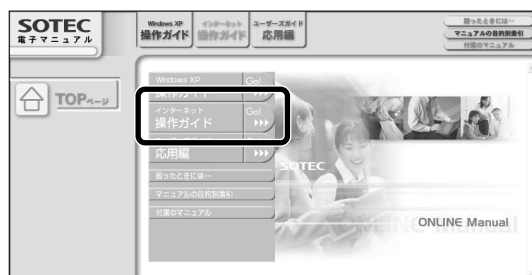 SOTEC
電子マニュアル
Windows XP
操作ガイド
インターネット
操作ガイド
ユーザーズガイド
応用編
困ったときには…
マニュアルの目的別索引
付属のマニュアル
TOPページ
Windows XP
操作ガイド
Go!
インターネット
操作ガイド
Go!
応用編
困ったときには…
マニュアルの目的別索引
付属のマニュアル
SOTEC
ONLINE Manual